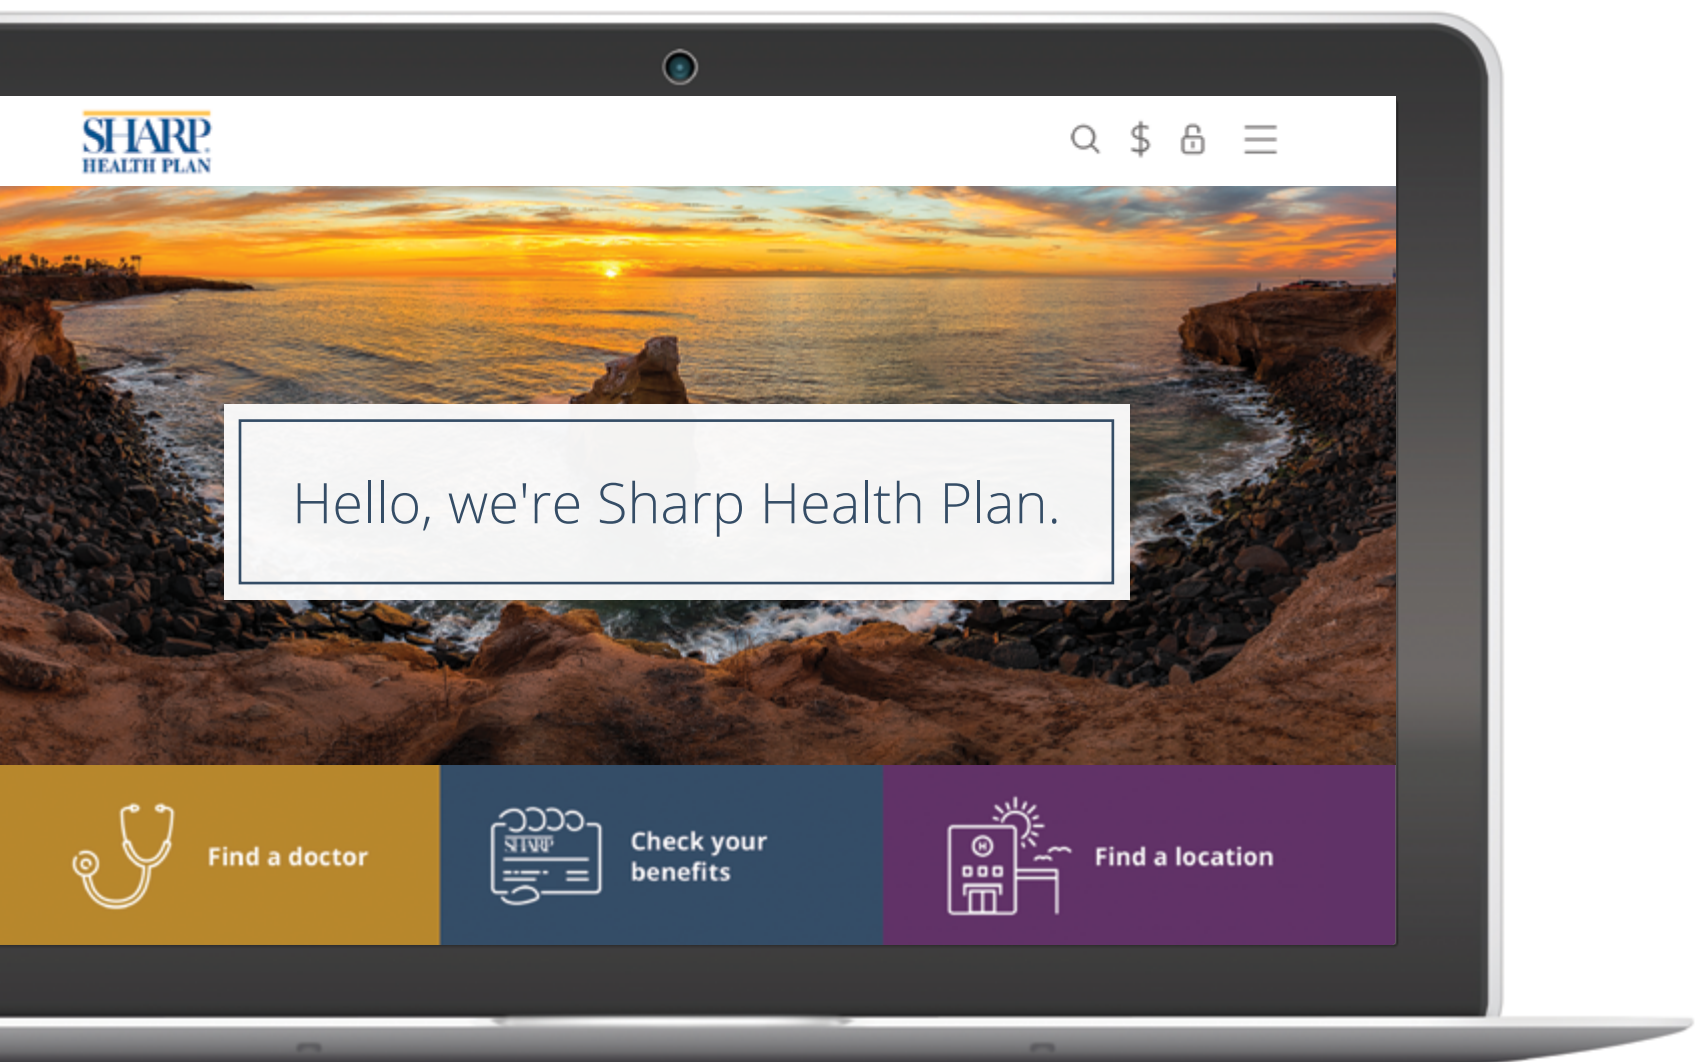 SHARP
HEALTH PLAN
$
Hello, we're Sharp Health Plan.
Find a doctor
SHARP
Check your
benefits
H
Find a location